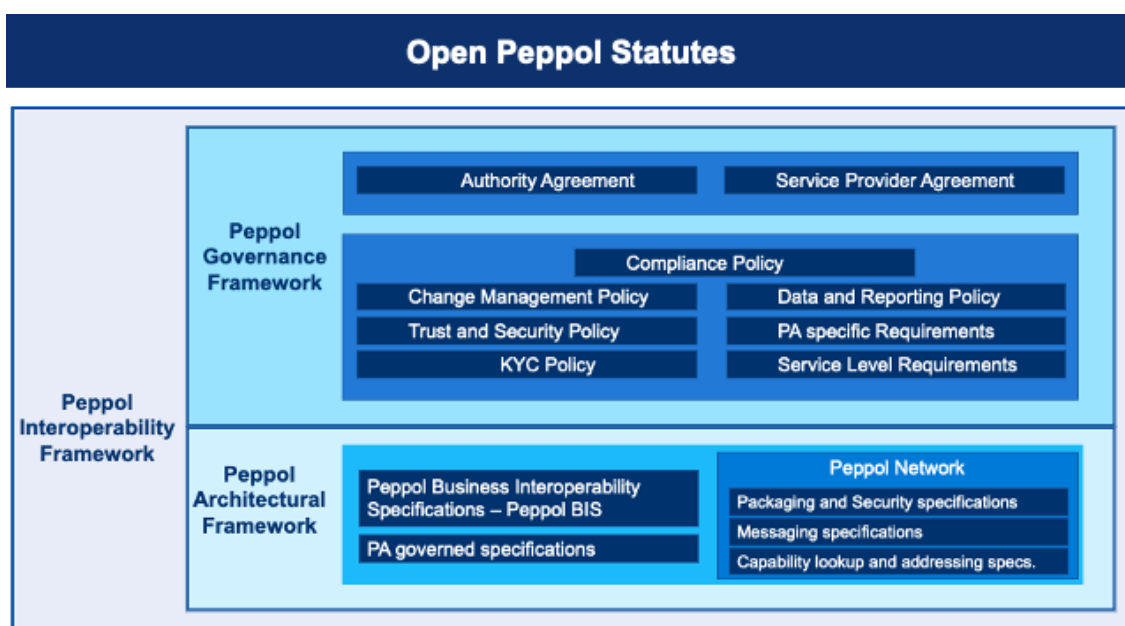 Open Peppol Statutes
Peppol
Interoperability
Framework
Peppol
Governance
Framework
Authority Agreement
Service Provider Agreement
Compliance Policy
Change Management Policy
Data and Reporting Policy
Trust and Security Policy
PA specific Requirements
KYC Policy
Service Level Requirements
Peppol
Architectural
Framework
Peppol Business Interoperability
Specifications – Peppol BIS
PA governed specifications
Peppol Network
Packaging and Security specifications
Messaging specifications
Capability lookup and addressing specs.